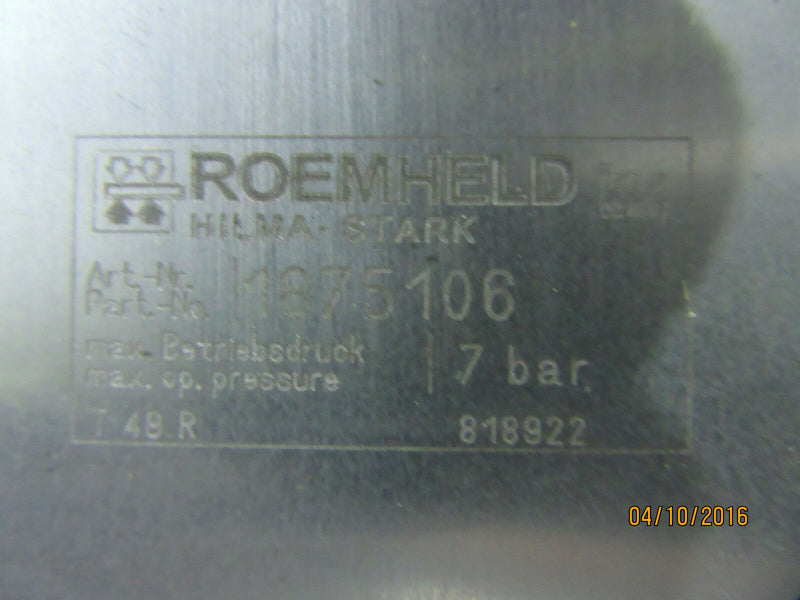 ROEMHELD
HILMA · STARK
Art.-Nr.
Part.-No. 1875106
max. Betriebsdruck
max. op. pressure 7 bar
T 49.R 818922
04/10/2016